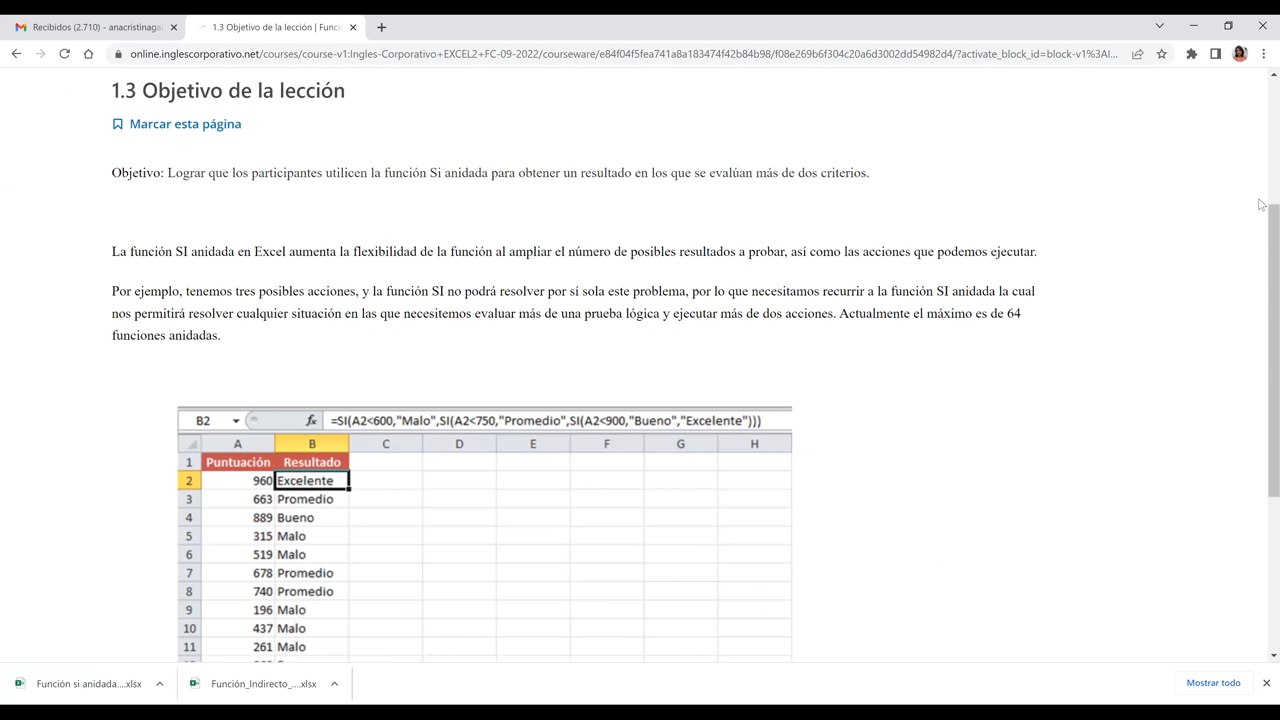 Recibidos (2.710) - anacristinaga
1.3 Objetivo de la lección | Funci
online.inglescorporativo.net/courses/course-v1:Ingles-Corporativo+EXCEL2+FC-09-2022/courseware/e84f04f5fea741a8a183474f42b84b98/f08e269b6f304c20a6d3002dd54982d4/?activate_block_id=block-v1%3AI...
1.3 Objetivo de la lección
Marcar esta página
Objetivo: Lograr que los participantes utilicen la función Si anidada para obtener un resultado en los que se evalúan más de dos criterios.
La función SI anidada en Excel aumenta la flexibilidad de la función al ampliar el número de posibles resultados a probar, así como las acciones que podemos ejecutar.
Por ejemplo, tenemos tres posibles acciones, y la función SI no podrá resolver por sí sola este problema, por lo que necesitamos recurrir a la función SI anidada la cual
nos permitirá resolver cualquier situación en las que necesitemos evaluar más de una prueba lógica y ejecutar más de dos acciones. Actualmente el máximo es de 64
funciones anidadas.
B2 fx =SI(A2<600,"Malo",SI(A2<750,"Promedio",SI(A2<900,"Bueno","Excelente")))
A B C D E F G H
1 Puntuación Resultado
2 960 Excelente
3 663 Promedio
4 889 Bueno
5 315 Malo
6 519 Malo
7 678 Promedio
8 740 Promedio
9 196 Malo
10 437 Malo
11 261 Malo
Función si anidada....xlsx
Función_Indirecto_....xlsx
Mostrar todo